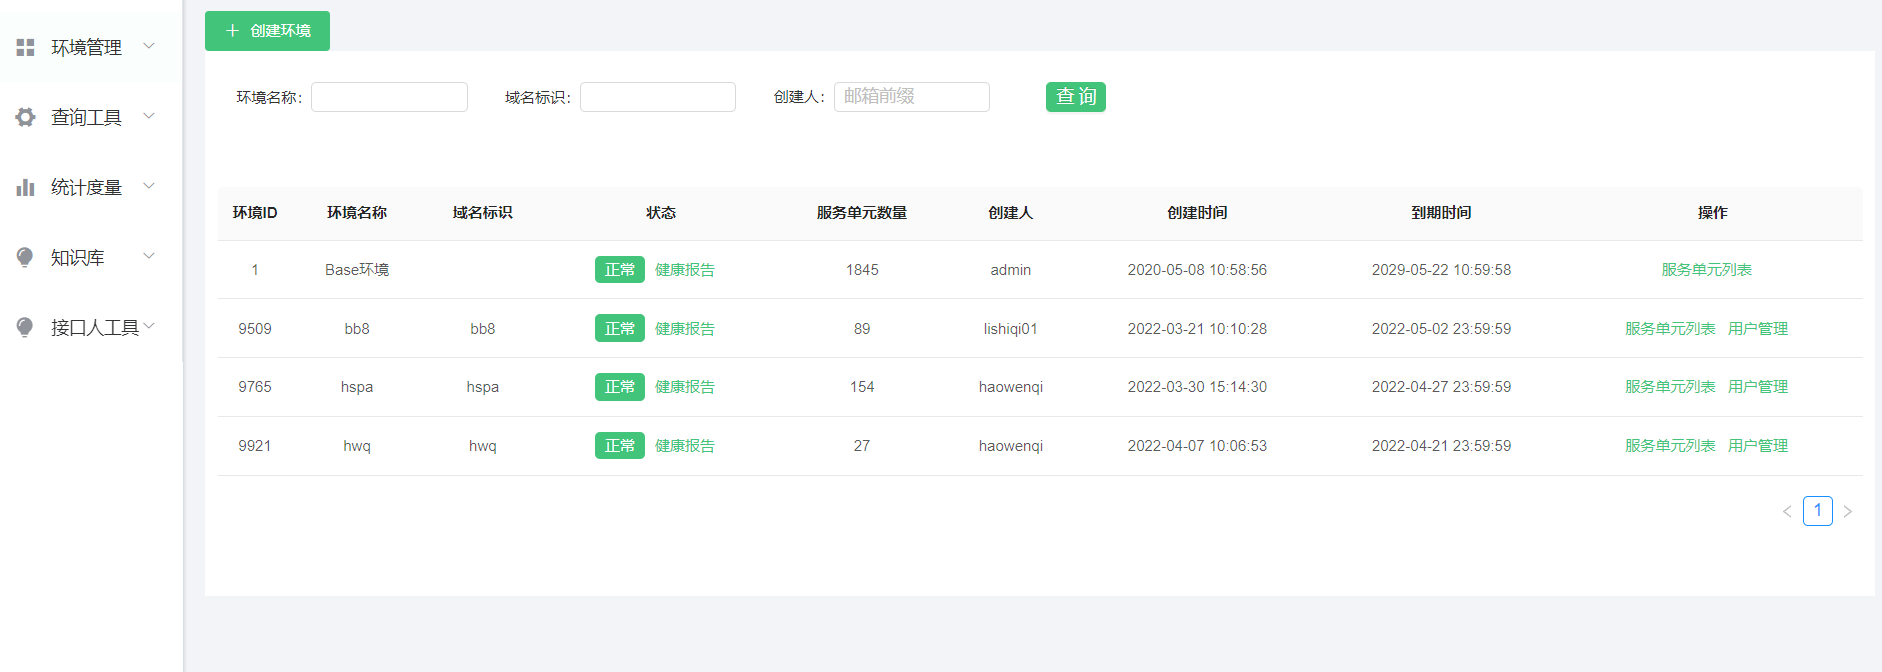 环境管理
查询工具
统计度量
知识库
接口人工具
+ 创建环境
环境名称: 域名标识: 创建人: 邮箱前缀 查 询
环境ID 环境名称 域名标识 状态 服务单元数量 创建人 创建时间 到期时间 操作
1 Base环境 正常 健康报告 1845 admin 2020-05-08 10:58:56 2029-05-22 10:59:58 服务单元列表
9509 bb8 bb8 正常 健康报告 89 lishiqi01 2022-03-21 10:10:28 2022-05-02 23:59:59 服务单元列表 用户管理
9765 hspa hspa 正常 健康报告 154 haowenqi 2022-03-30 15:14:30 2022-04-27 23:59:59 服务单元列表 用户管理
9921 hwq hwq 正常 健康报告 27 haowenqi 2022-04-07 10:06:53 2022-04-21 23:59:59 服务单元列表 用户管理
< 1 >